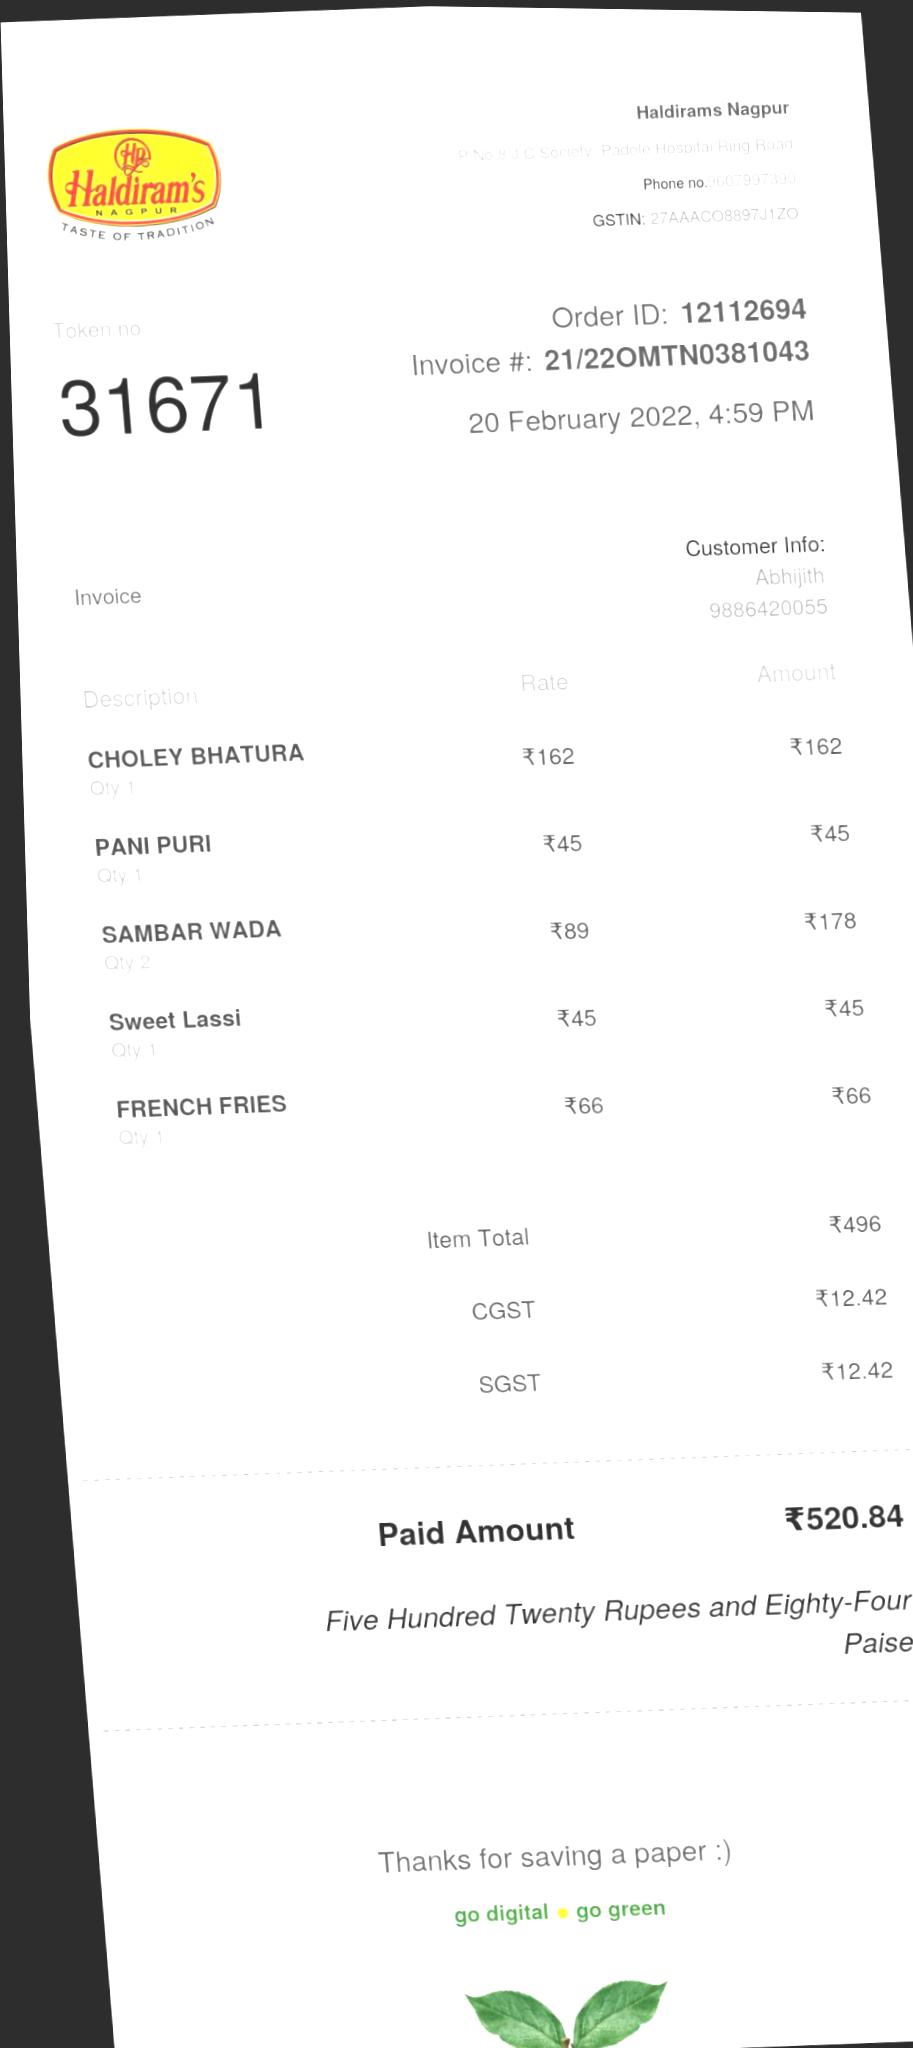 Haldirams Nagpur
P No 8 J C Society, Padole Hospital Ring Road
Phone no.9607997390
GSTIN: 27AAACO8897J1ZO
HR
Haldiram's
NAGPUR
TASTE OF TRADITION
Token no
31671
Order ID: 12112694
Invoice #: 21/22OMTN0381043
20 February 2022, 4:59 PM
Invoice
Customer Info:
Abhijith
9886420055
Description Rate Amount
CHOLEY BHATURA ₹162 ₹162
Qty 1
PANI PURI ₹45 ₹45
Qty 1
SAMBAR WADA ₹89 ₹178
Qty 2
Sweet Lassi ₹45 ₹45
Qty 1
FRENCH FRIES ₹66 ₹66
Qty 1
Item Total ₹496
CGST ₹12.42
SGST ₹12.42
Paid Amount ₹520.84
Five Hundred Twenty Rupees and Eighty-Four
Paise
Thanks for saving a paper :)
go digital go green